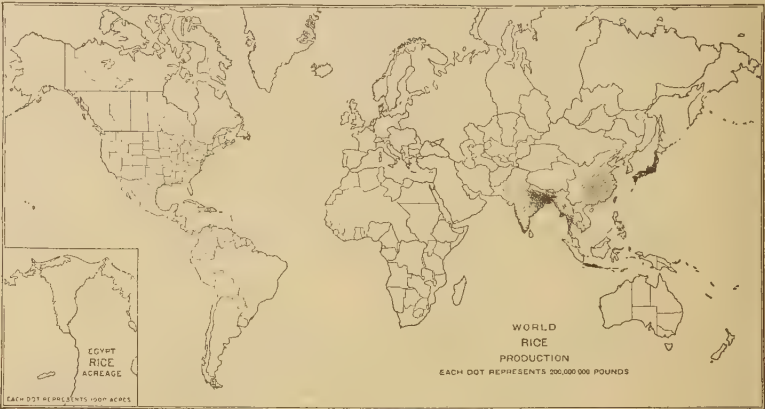 WORLD
RICE
PRODUCTION
EACH DOT REPRESENTS 200,000 000 POUNDS
EGYPT
RICE
ACREAGE
EACH DOT REPRESENTS 1000 ACRES